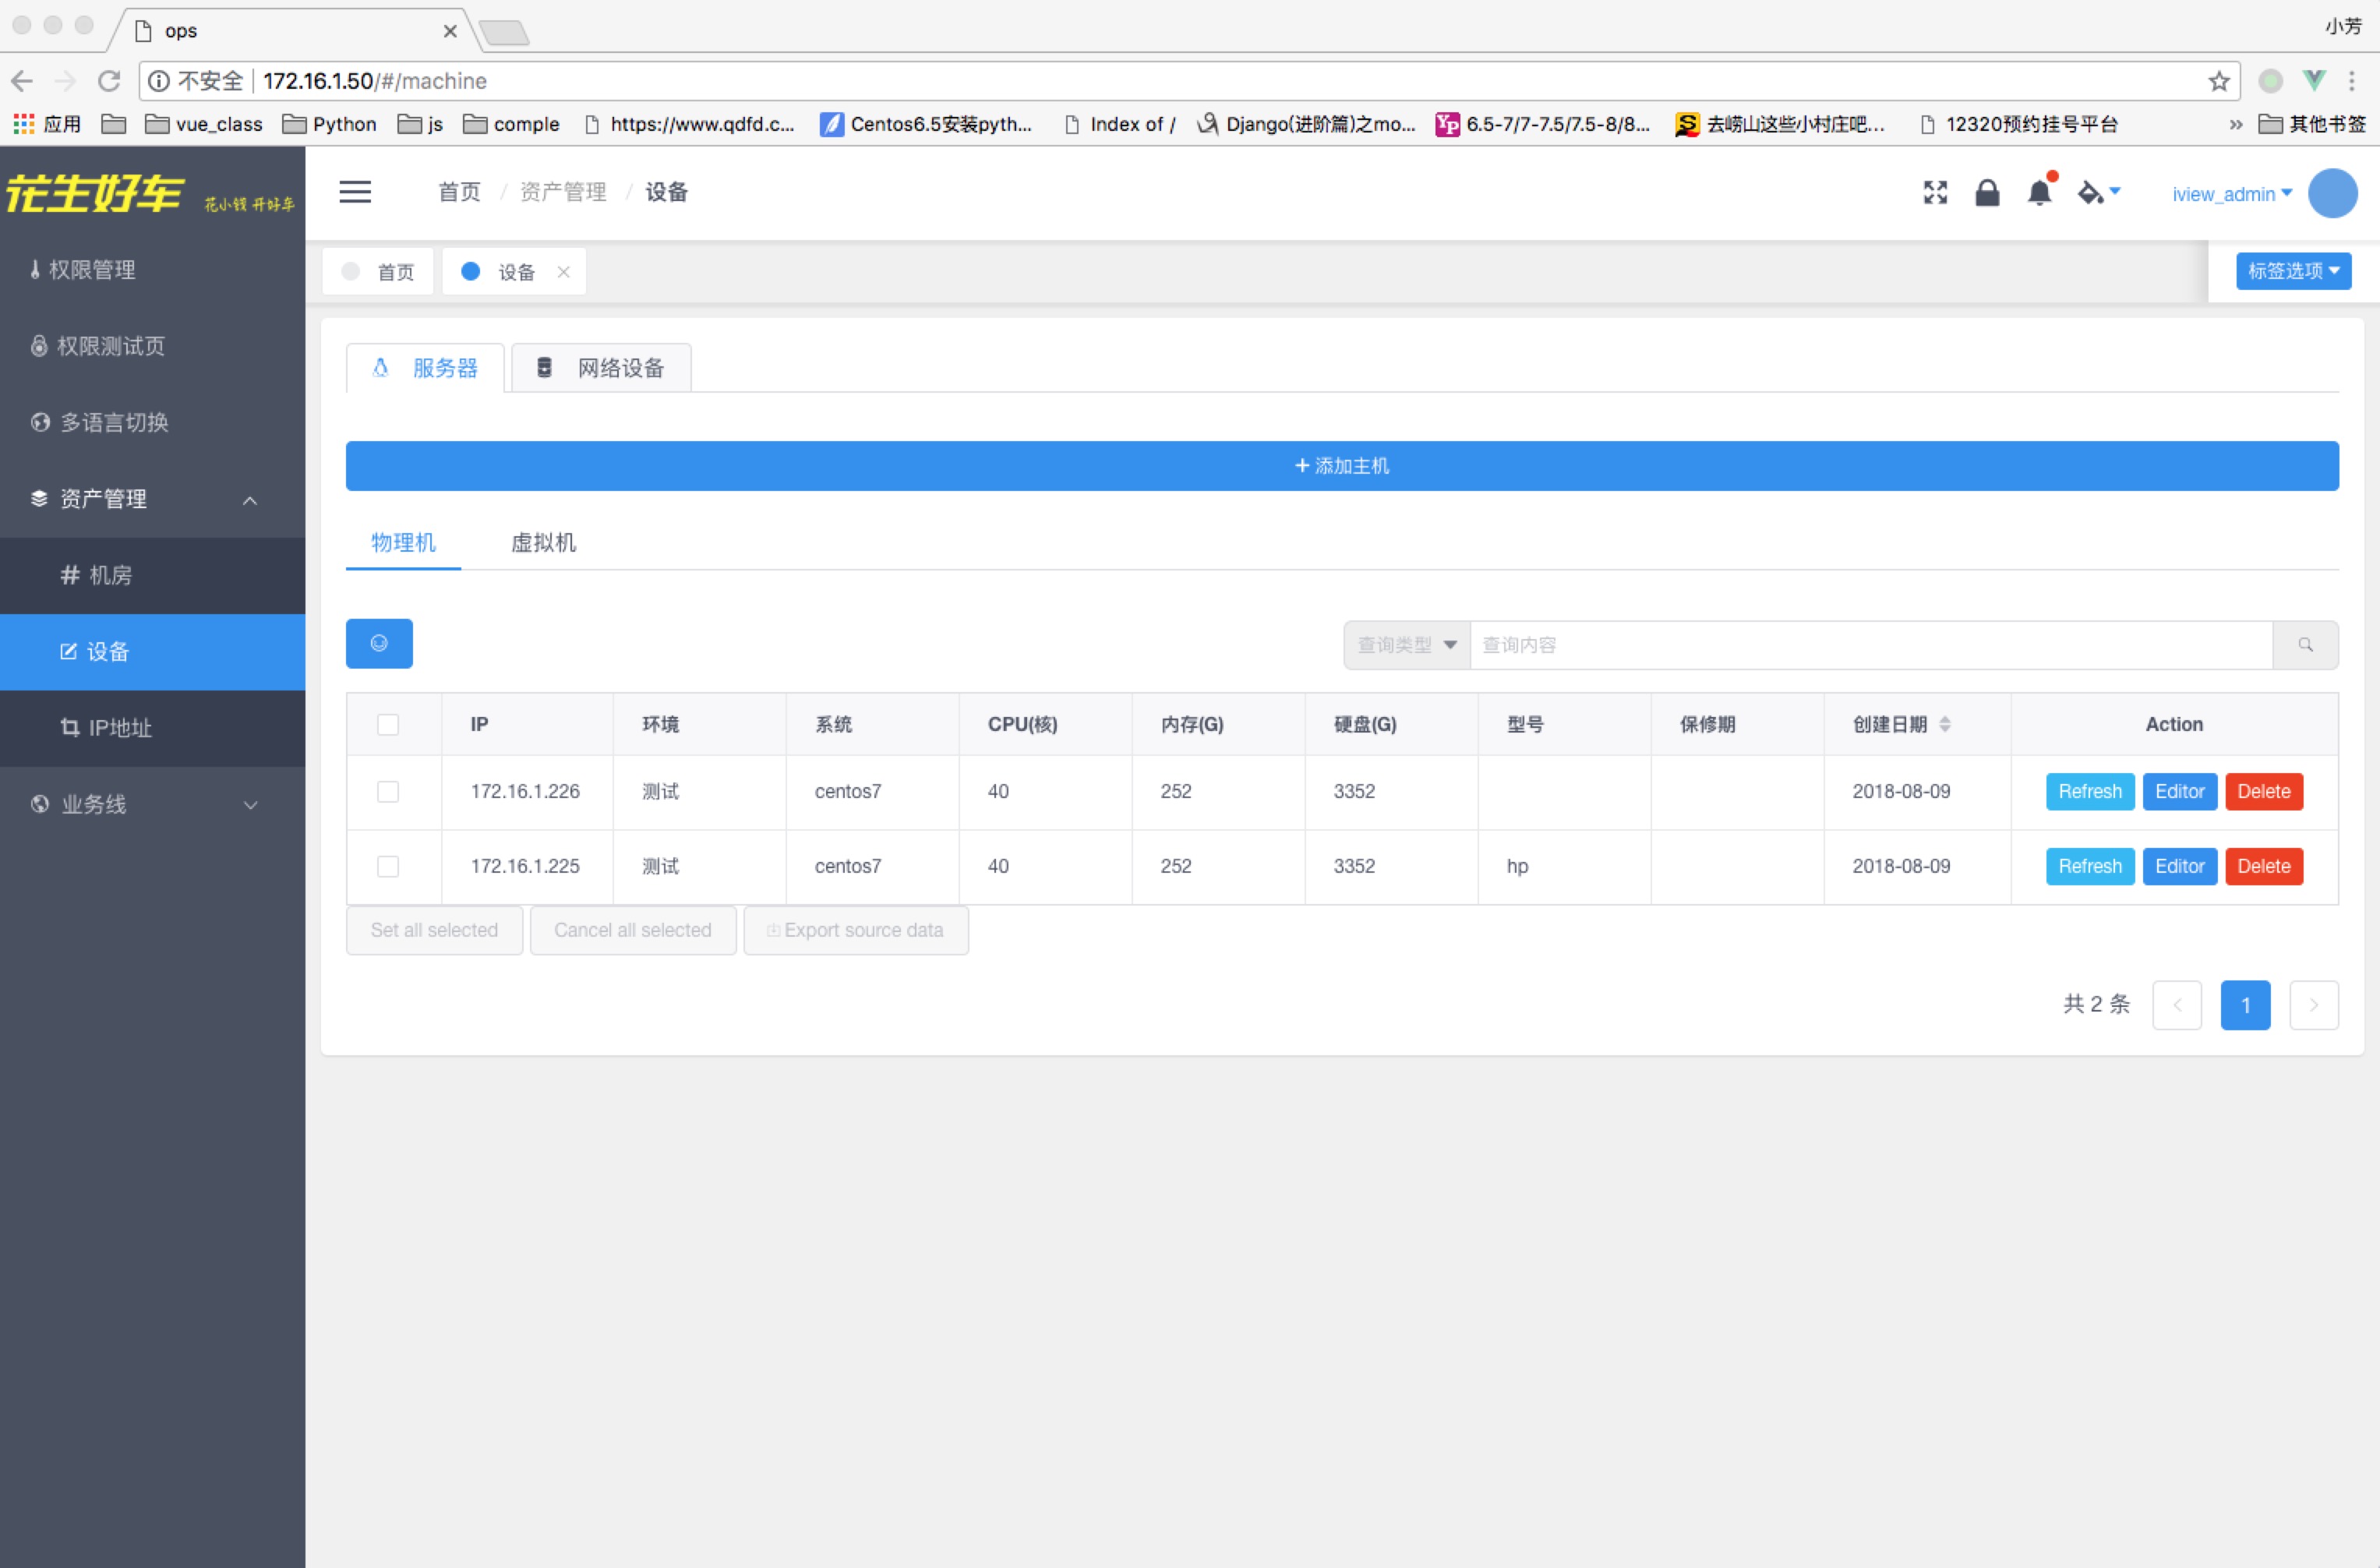 ops
小芳
不安全 172.16.1.50/#/machine
应用 vue_class Python js comple https://www.qdfd.c... Centos6.5安装pyth... Index of / Django(进阶篇)之mo... 6.5-7/7-7.5/7.5-8/8... 去崂山这些小村庄吧... 12320预约挂号平台 » 其他书签
花生好车 花小钱 开好车
首页 / 资产管理 / 设备
iview_admin
首页 设备
标签选项
权限管理
权限测试页
多语言切换
资产管理
机房
设备
IP地址
业务线
服务器 网络设备
+ 添加主机
物理机 虚拟机
查询类型 查询内容
IP 环境 系统 CPU(核) 内存(G) 硬盘(G) 型号 保修期 创建日期 Action
172.16.1.226 测试 centos7 40 252 3352 2018-08-09 Refresh Editor Delete
172.16.1.225 测试 centos7 40 252 3352 hp 2018-08-09 Refresh Editor Delete
Set all selected Cancel all selected Export source data
共 2 条 1